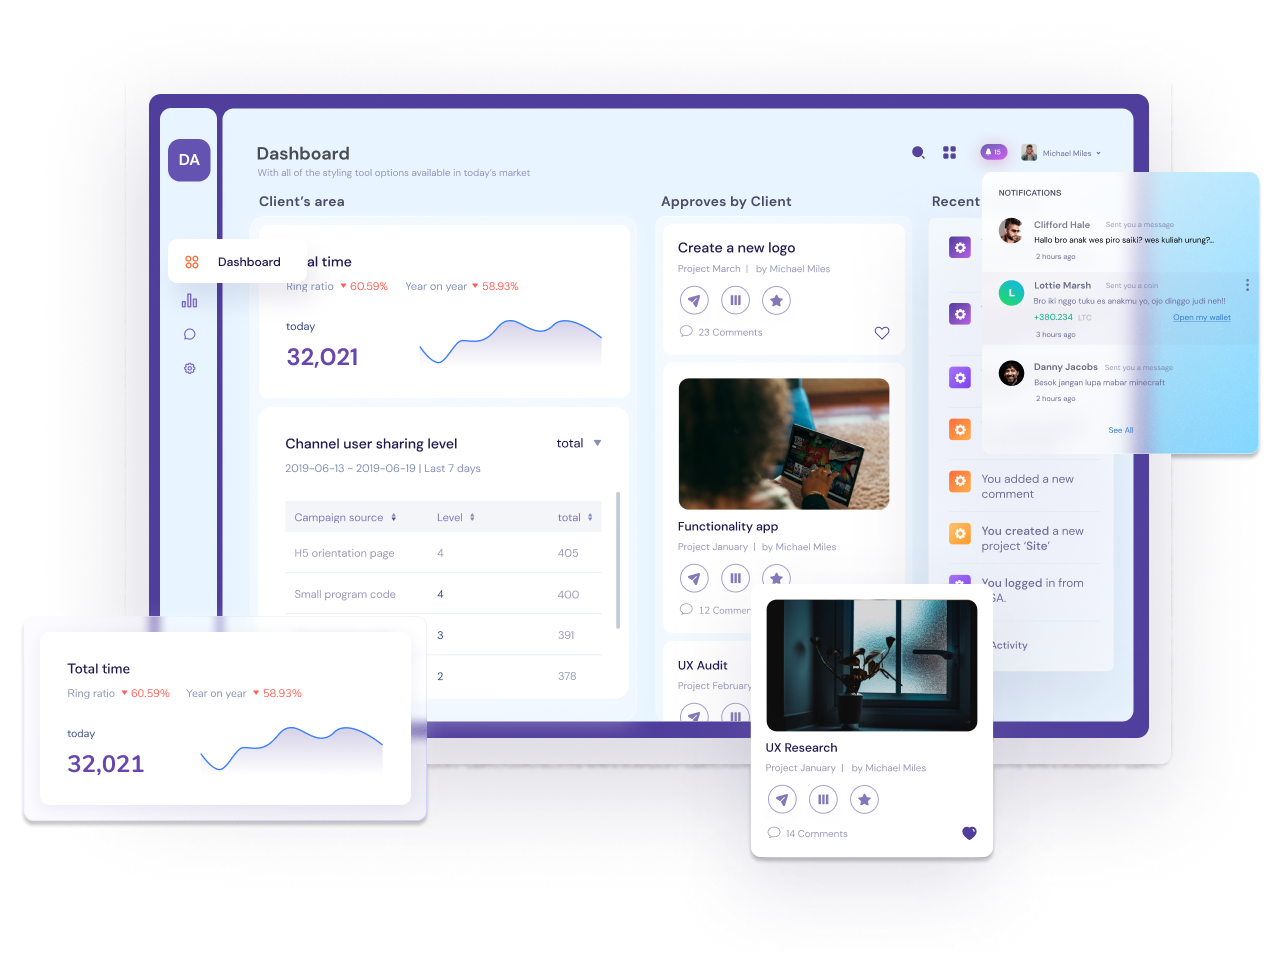 DA
Dashboard
With all of the styling tool options available in today's market
15
Michael Miles
Client's area
Approves by Client
Recent
Dashboard
al time
Ring ratio 60.59% Year on year 58.93%
today
32,021
Channel user sharing level
total
2019-06-13 ~ 2019-06-19 | Last 7 days
Campaign source Level total
H5 orientation page 4 405
Small program code 4 400
3 391
2 378
Create a new logo
Project March | by Michael Miles
23 Comments
Functionality app
Project January | by Michael Miles
12 Commen
UX Audit
Project February
NOTIFICATIONS
Clifford Hale Sent you a message
Hallo bro anak wes piro saiki? wes kuliah urung?...
2 hours ago
L
Lottie Marsh Sent you a coin
Bro iki nggo tuku es anakmu yo, ojo dinggo judi neh!!
+380.234 LTC Open my wallet
3 hours ago
Danny Jacobs Sent you a message
Besok jangan lupa mabar minecraft
2 hours ago
See All
You added a new
comment
You created a new
project 'Site'
You logged in from
SA.
Activity
Total time
Ring ratio 60.59% Year on year 58.93%
today
32,021
UX Research
Project January | by Michael Miles
14 Comments